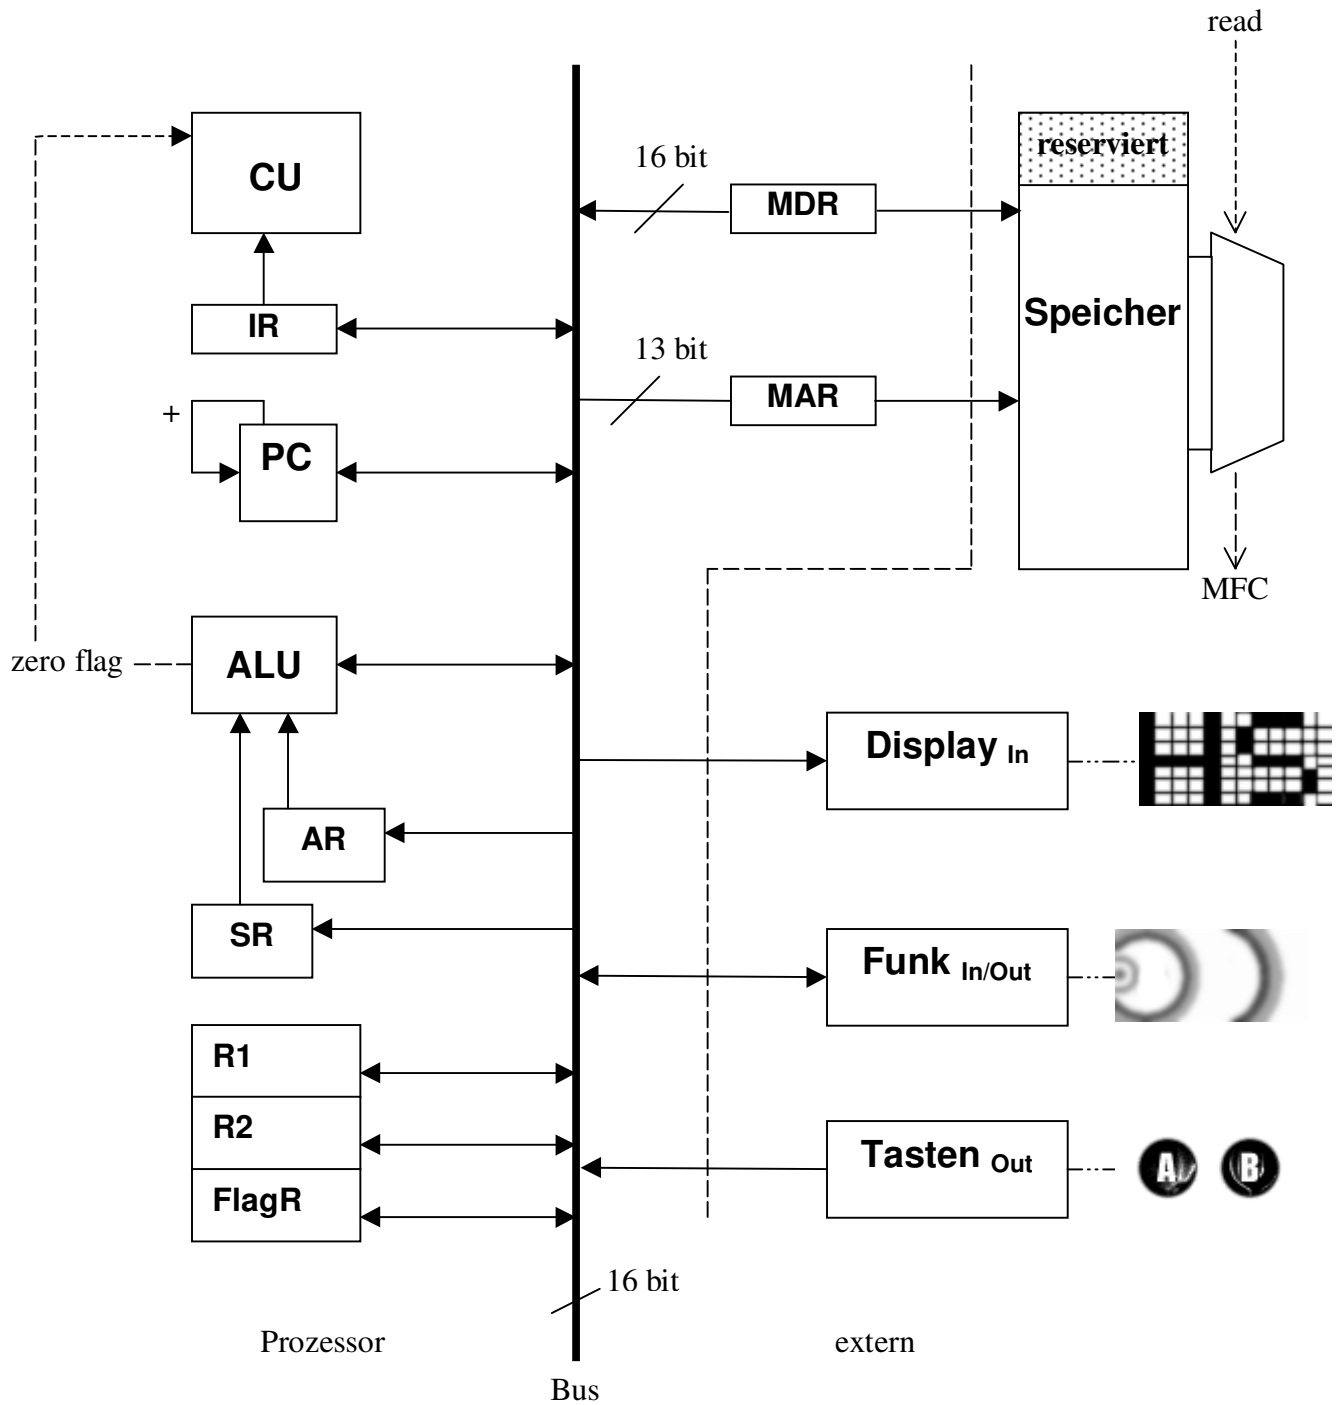 read
reserviert
CU
16 bit
MDR
Speicher
IR
13 bit
MAR
+
PC
MFC
zero flag
ALU
Display In
AR
SR
Funk In/Out
R1
R2
FlagR
Tasten Out
A
B
16 bit
Prozessor
extern
Bus